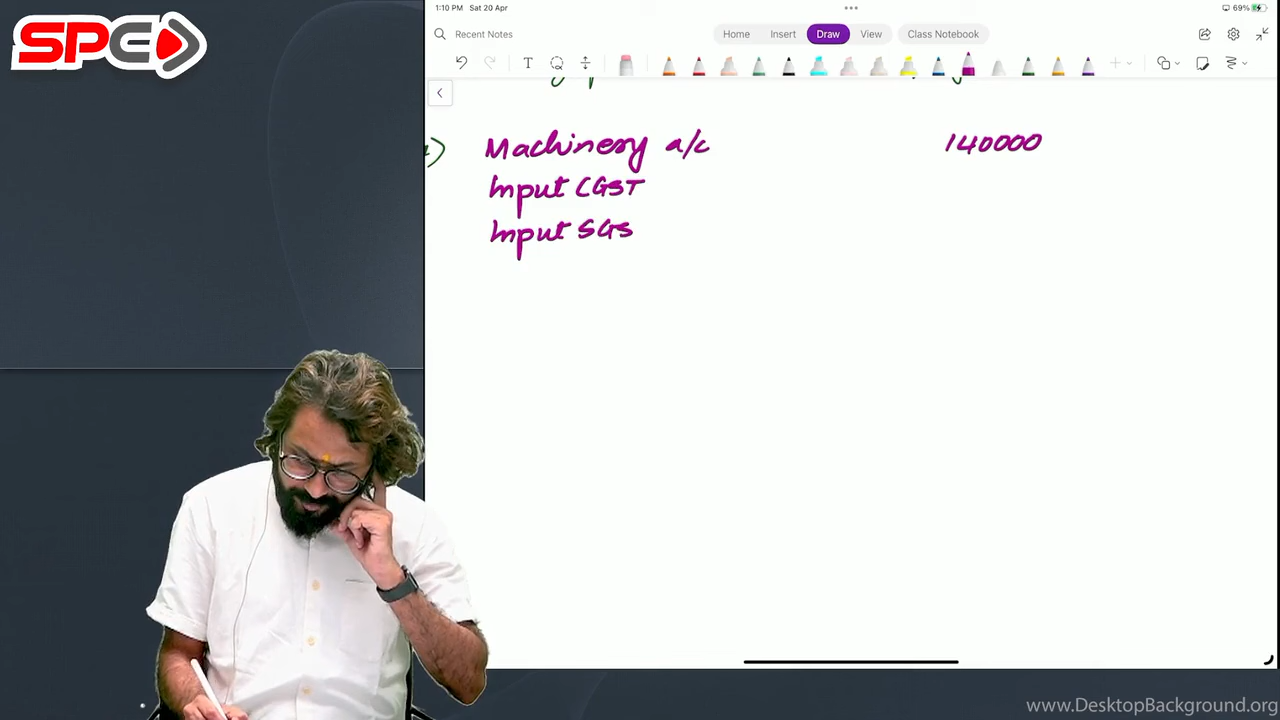 SPE
1:10 PM Sat 20 Apr
69%
Recent Notes
Home Insert Draw View Class Notebook
T
Machinery a/c 140000
Input CGST
Input SGS
www.DesktopBackground.org